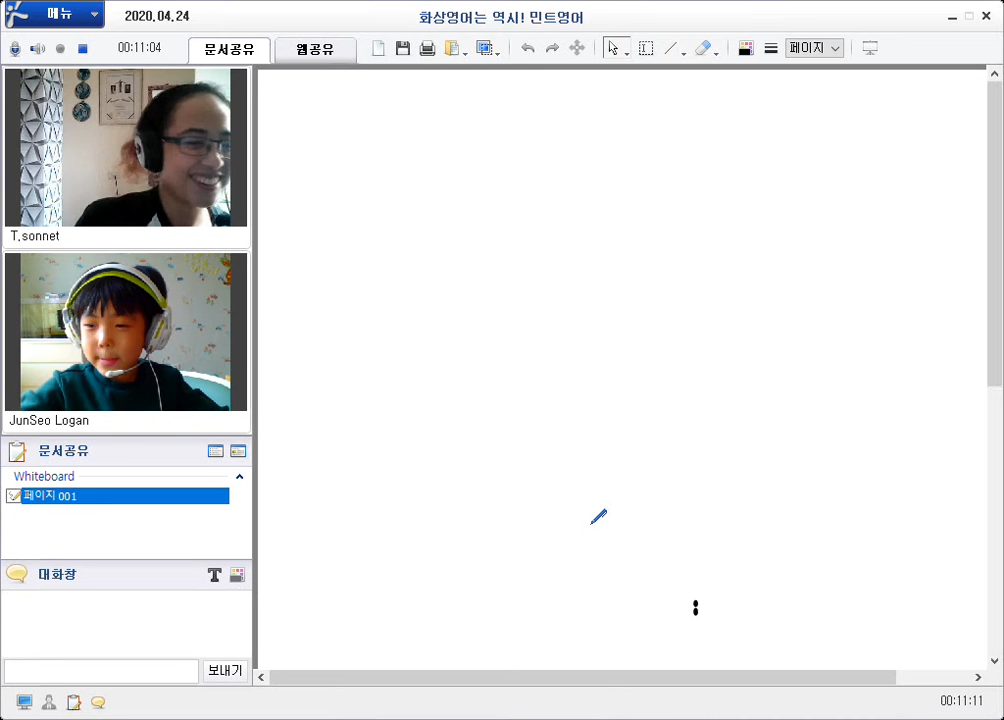 메뉴
2020.04.24
화상영어는 역시! 민트영어
00:11:04
문서공유
웹공유
페이지
T.sonnet
JunSeo Logan
문서공유
Whiteboard
페이지 001
대화창
T
보내기
00:11:11